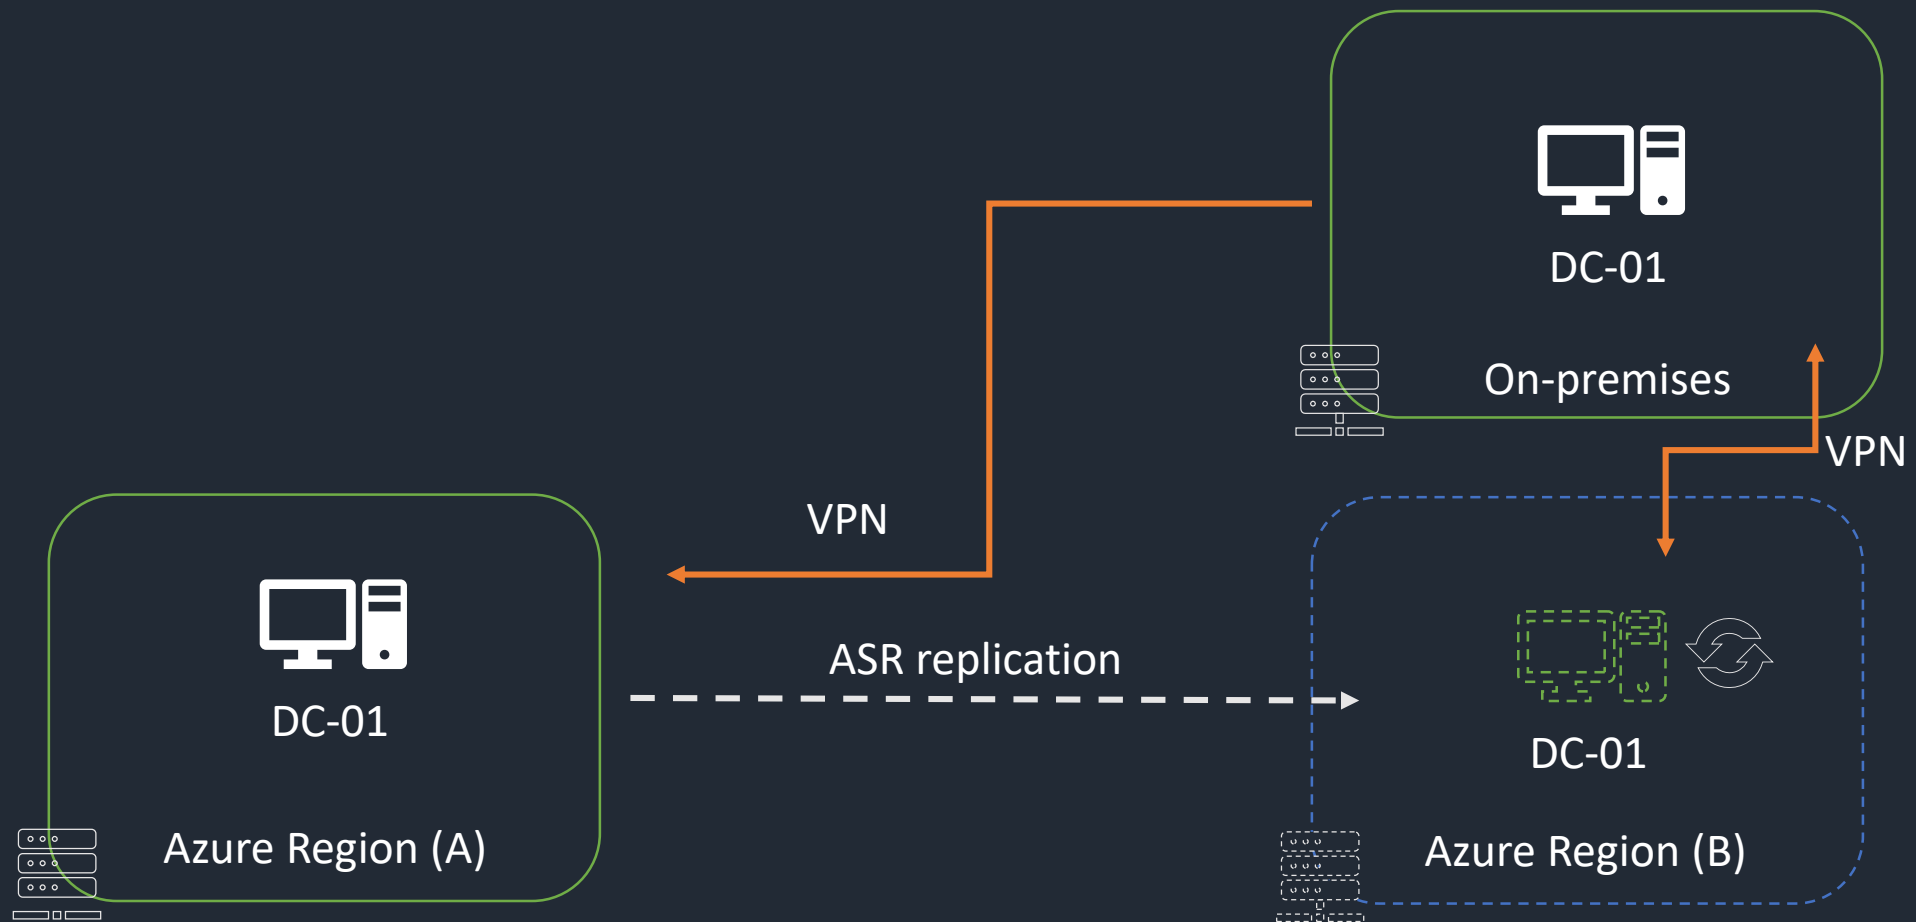 DC-01
On-premises
VPN
VPN
ASR replication
DC-01
Azure Region (A)
DC-01
Azure Region (B)